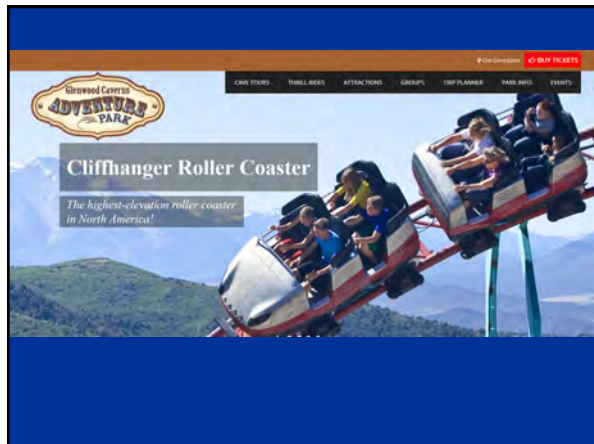 Get Directions
BUY TICKETS
CAVE TOURS THRILL RIDES ATTRACTIONS GROUPS TRIP PLANNER PARK INFO EVENTS
Glenwood Caverns
ADVENTURE
PARK
Cliffhanger Roller Coaster
The highest-elevation roller coaster
in North America!